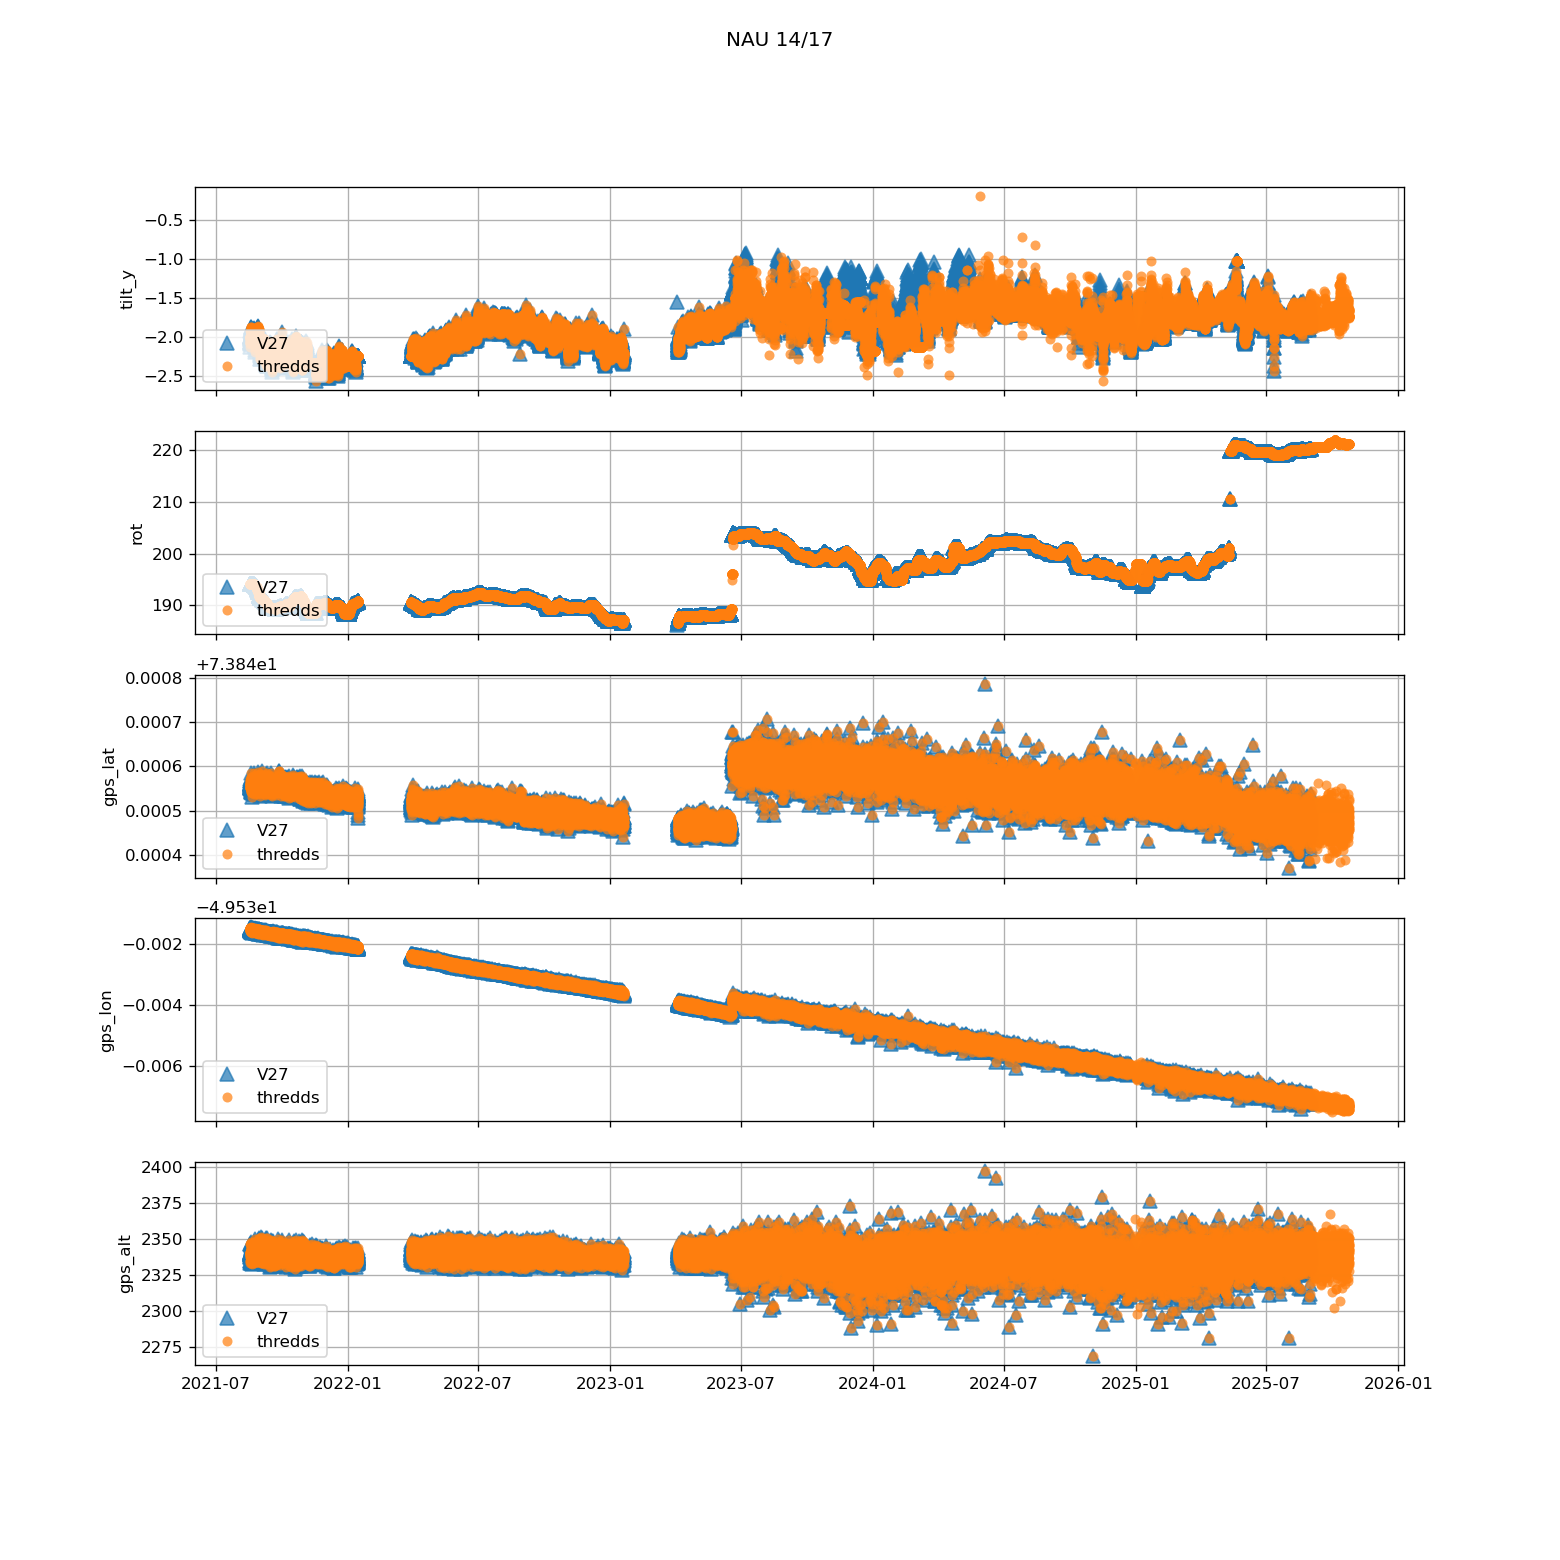 NAU 14/17
−0.5
−1.0
−1.5
−2.0
−2.5
tilt_y
V27
thredds
220
210
200
190
rot
V27
thredds
+7.384e1
0.0008
0.0007
0.0006
0.0005
0.0004
gps_lat
V27
thredds
−4.953e1
−0.002
−0.004
−0.006
gps_lon
V27
thredds
2400
2375
2350
2325
2300
2275
gps_alt
V27
thredds
2021-07 2022-01 2022-07 2023-01 2023-07 2024-01 2024-07 2025-01 2025-07 2026-01